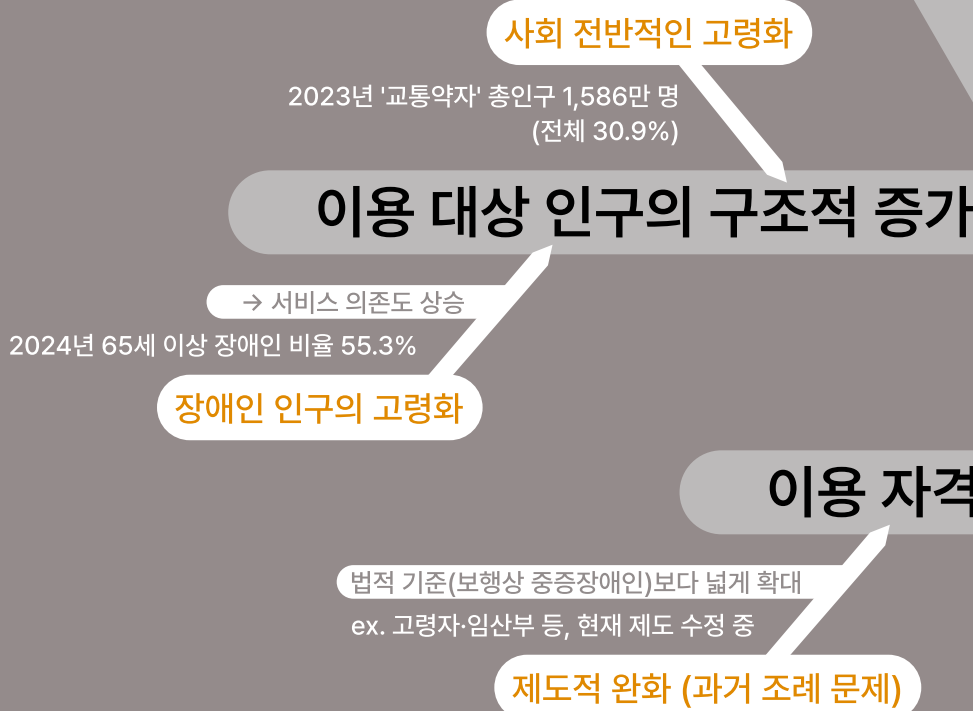 사회 전반적인 고령화
2023년 '교통약자' 총인구 1,586만 명
(전체 30.9%)
이용 대상 인구의 구조적 증가
→ 서비스 의존도 상승
2024년 65세 이상 장애인 비율 55.3%
장애인 인구의 고령화
이용 자격
법적 기준(보행상 중증장애인)보다 넓게 확대
ex. 고령자·임산부 등, 현재 제도 수정 중
제도적 완화 (과거 조례 문제)